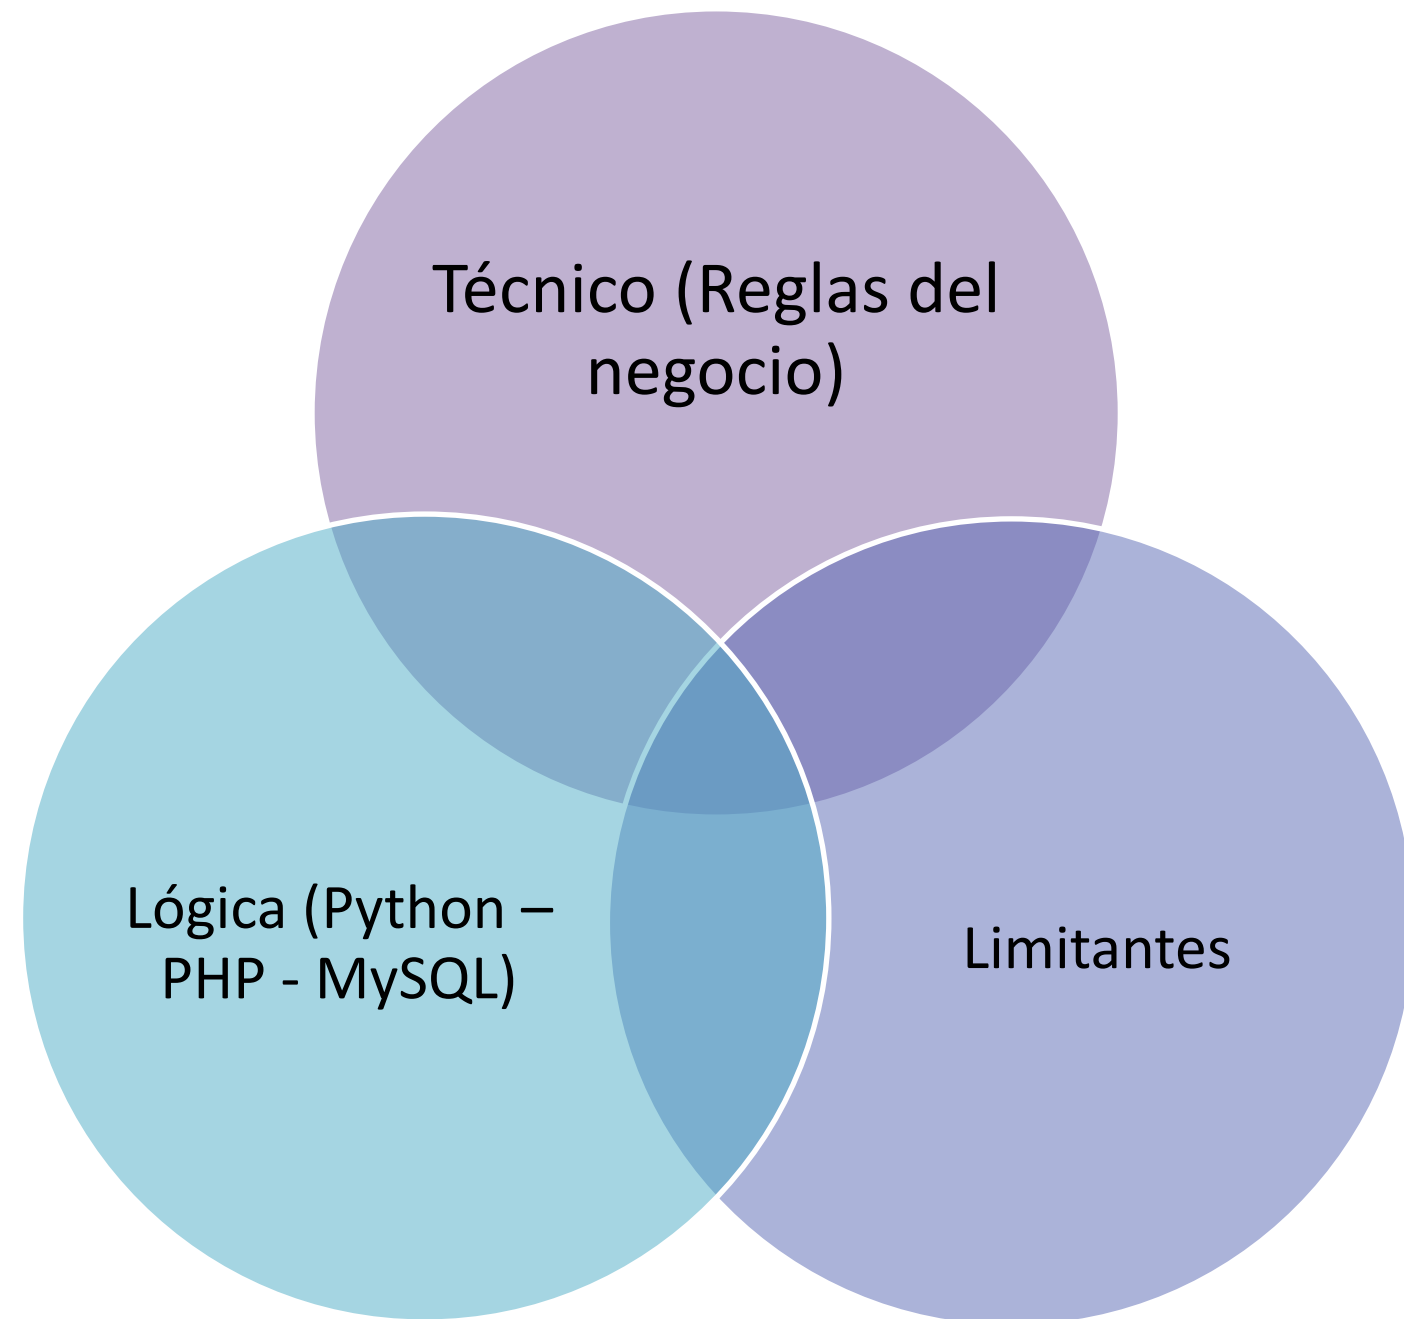 Técnico (Reglas del
negocio)
Lógica (Python –
PHP - MySQL)
Limitantes